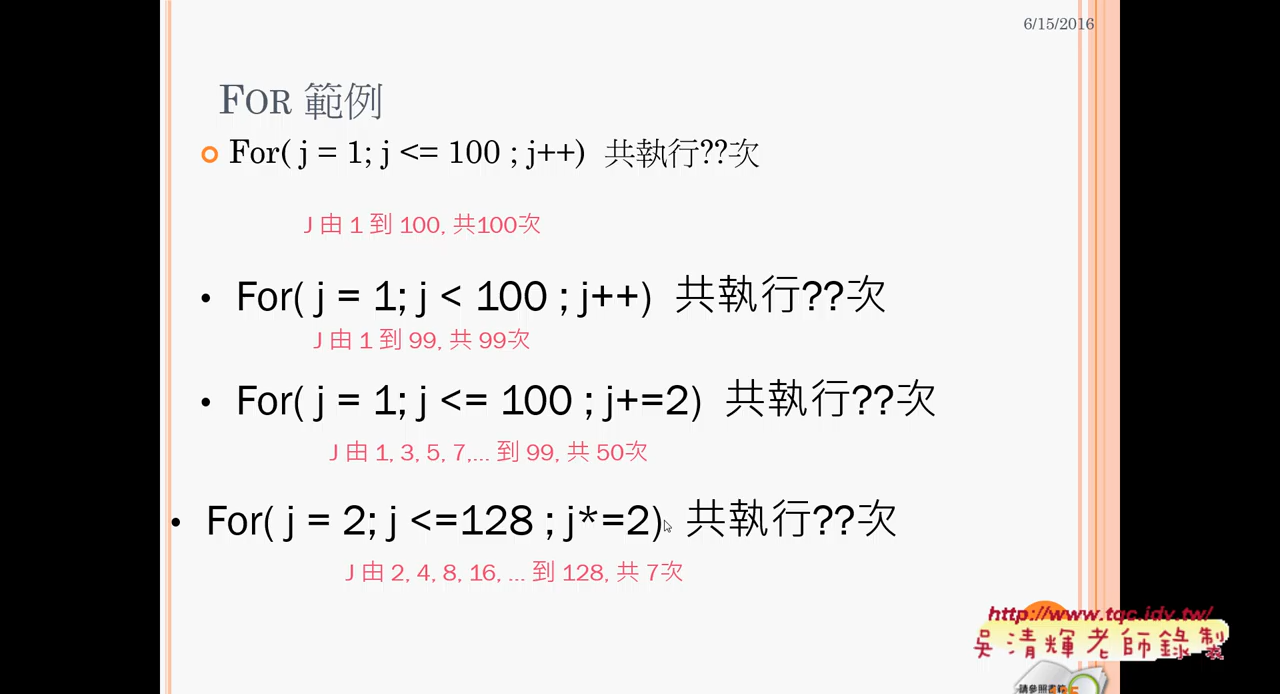 6/15/2016
FOR 範例
For( j = 1; j <= 100 ; j++) 共執行??次
J 由 1 到 100, 共100次
• For( j = 1; j < 100 ; j++) 共執行??次
J 由 1 到 99, 共 99次
• For( j = 1; j <= 100 ; j+=2) 共執行??次
J 由 1, 3, 5, 7,... 到 99, 共 50次
• For( j = 2; j <=128 ; j*=2) 共執行??次
J 由 2, 4, 8, 16, ... 到 128, 共 7次
http://www.tqc.idv.tw/
吳清輝老師錄製
請參照書